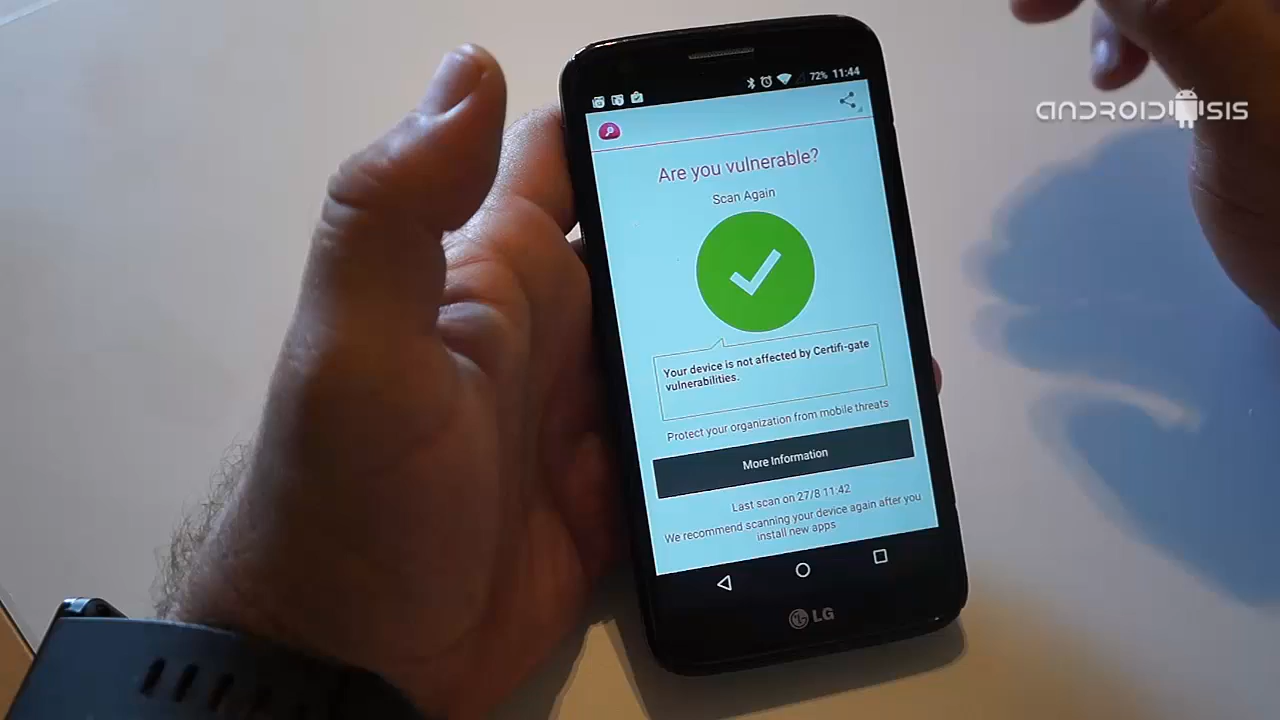 72% 11:44
ANDROIDSIS
Are you vulnerable?
Scan Again
Your device is not affected by Certifi-gate
vulnerabilities.
Protect your organization from mobile threats
More Information
Last scan on 27/8 11:42
We recommend scanning your device again after you
install new apps
LG